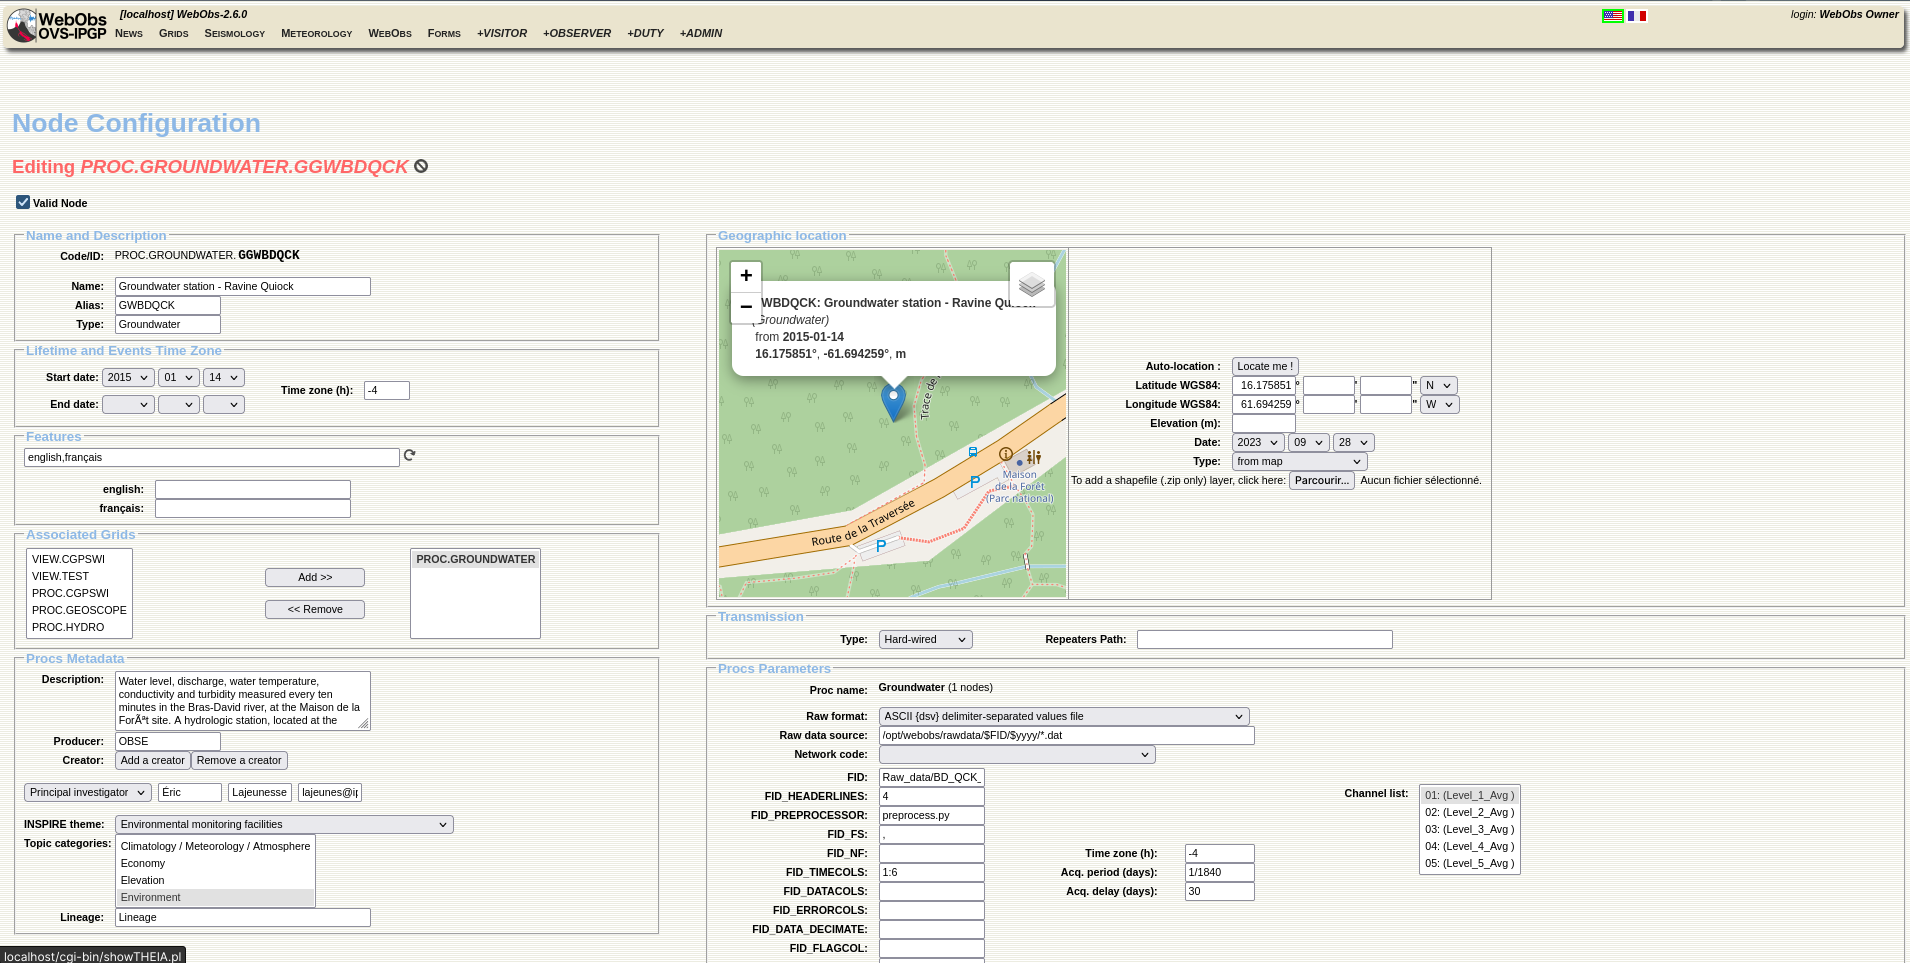 WebObs
OVS-IPGP
[localhost] WebObs-2.6.0
login: WebObs Owner
News Grids Seismology Meteorology WebObs Forms +VISITOR +OBSERVER +DUTY +ADMIN
Node Configuration
Editing PROC.GROUNDWATER.GGWBDQCK
Valid Node
Name and Description
Code/ID: PROC.GROUNDWATER. GGWBDQCK
Name: Groundwater station - Ravine Quiock
Alias: GWBDQCK
Type: Groundwater
Lifetime and Events Time Zone
Start date: 2015 01 14
Time zone (h): -4
End date:
Features
english,français
english:
français:
Associated Grids
VIEW.CGPSWI
VIEW.TEST
PROC.CGPSWI
PROC.GEOSCOPE
PROC.HYDRO
Add >>
<< Remove
PROC.GROUNDWATER
Procs Metadata
Description: Water level, discharge, water temperature,
conductivity and turbidity measured every ten
minutes in the Bras-David river, at the Maison de la
ForÃªt site. A hydrologic station, located at the
Producer: OBSE
Creator: Add a creator Remove a creator
Principal investigator Éric Lajeunesse lajeunes@ip
INSPIRE theme: Environmental monitoring facilities
Topic categories: Climatology / Meteorology / Atmosphere
Economy
Elevation
Environment
Lineage: Lineage
localhost/cgi-bin/showTHEIA.pl
Geographic location
+
−
WBDQCK: Groundwater station - Ravine Quiock
(Groundwater)
from 2015-01-14
16.175851°, -61.694259°, m
Trace de
Route de la Traversée
P
P
Maison
de la Forêt
(Parc national)
Auto-location : Locate me !
Latitude WGS84: 16.175851 ° ' " N
Longitude WGS84: 61.694259 ° ' " W
Elevation (m):
Date: 2023 09 28
Type: from map
To add a shapefile (.zip only) layer, click here: Parcourir... Aucun fichier sélectionné.
Transmission
Type: Hard-wired
Repeaters Path:
Procs Parameters
Proc name: Groundwater (1 nodes)
Raw format: ASCII {dsv} delimiter-separated values file
Raw data source: /opt/webobs/rawdata/$FID/$yyyy/*.dat
Network code:
FID: Raw_data/BD_QCK_
FID_HEADERLINES: 4
FID_PREPROCESSOR: preprocess.py
FID_FS: ,
FID_NF:
FID_TIMECOLS: 1:6
FID_DATACOLS:
FID_ERRORCOLS:
FID_DATA_DECIMATE:
FID_FLAGCOL:
Time zone (h): -4
Acq. period (days): 1/1840
Acq. delay (days): 30
Channel list: 01: (Level_1_Avg )
02: (Level_2_Avg )
03: (Level_3_Avg )
04: (Level_4_Avg )
05: (Level_5_Avg )